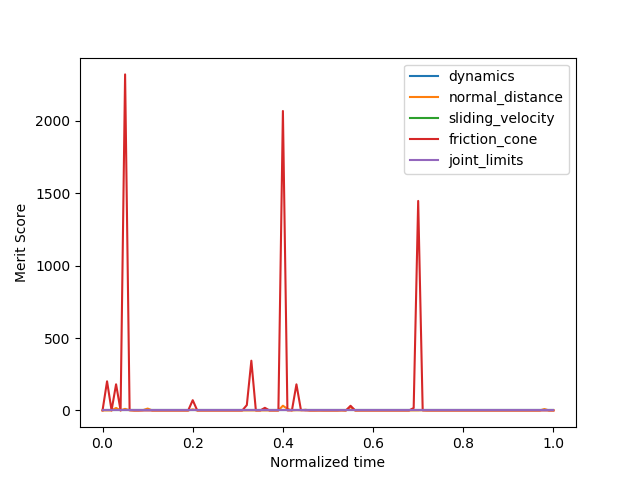 dynamics
normal_distance
sliding_velocity
friction_cone
joint_limits
Merit Score
2000
1500
1000
500
0
0.0 0.2 0.4 0.6 0.8 1.0
Normalized time